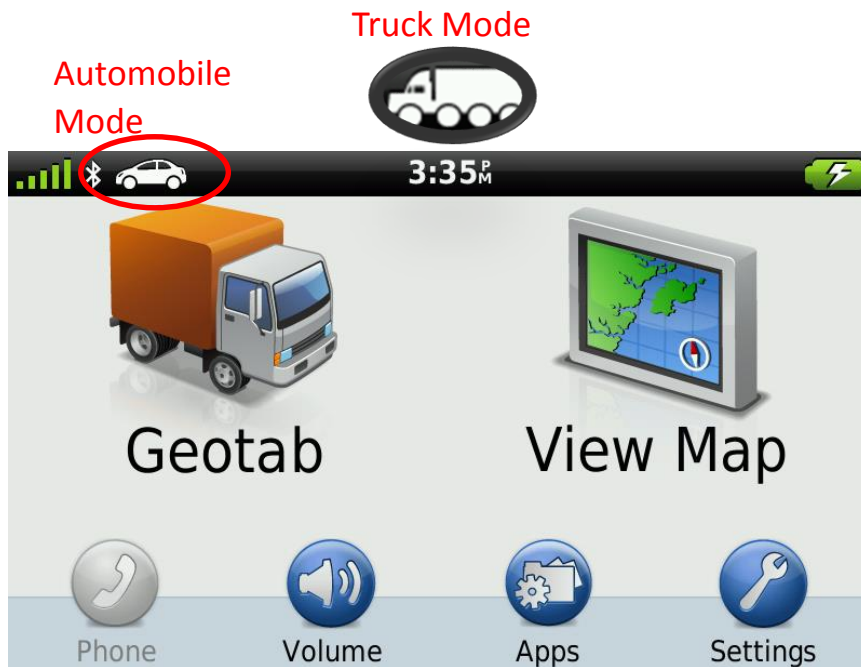 Truck Mode
Automobile
Mode
3:35PM
Geotab
View Map
Phone
Volume
Apps
Settings